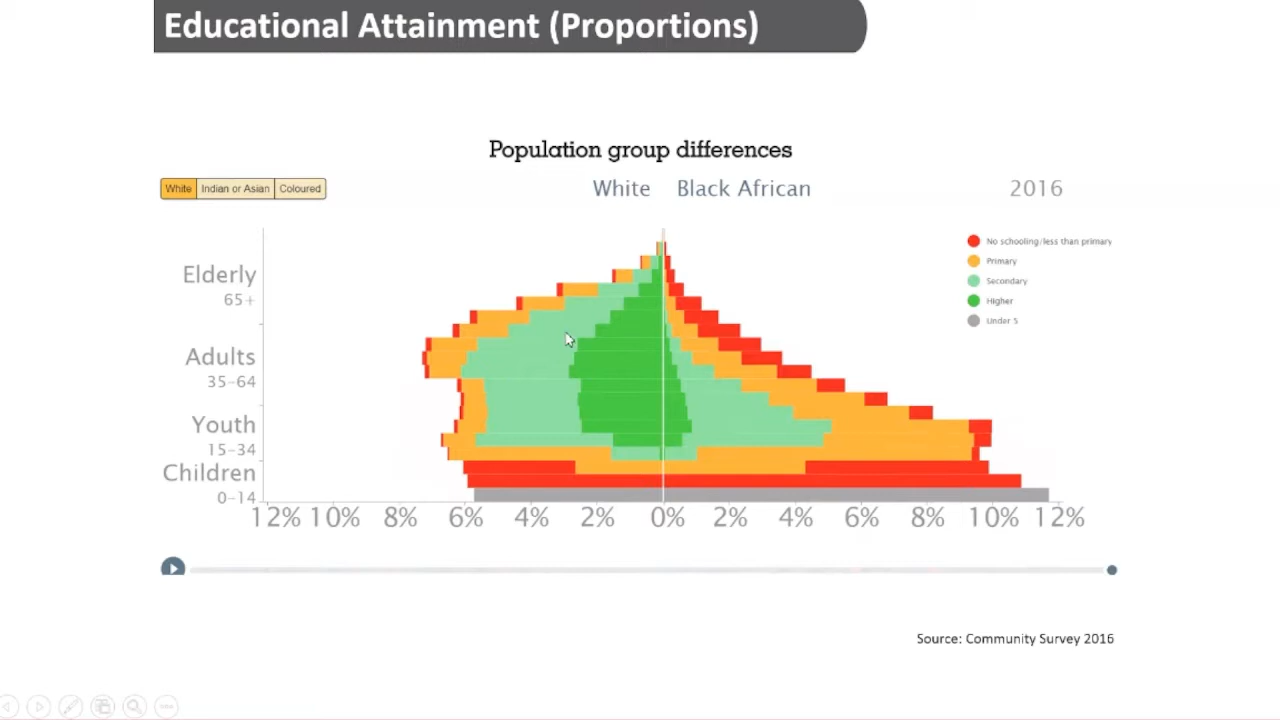 Educational Attainment (Proportions)
Population group differences
White Indian or Asian Coloured
White Black African 2016
No schooling/less than primary
Primary
Secondary
Higher
Under 5
Elderly
65+
Adults
35-64
Youth
15-34
Children
0-14
12% 10% 8% 6% 4% 2% 0% 2% 4% 6% 8% 10% 12%
Source: Community Survey 2016